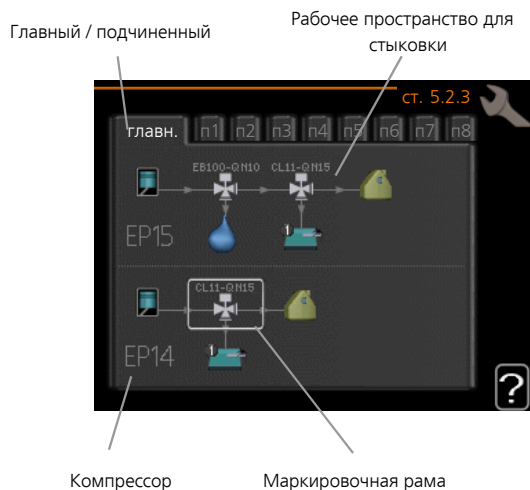 Главный / подчиненный
Рабочее пространство для
стыковки
ст. 5.2.3
главн. п1 п2 п3 п4 п5 п6 п7 п8
EB100-QN10 CL11-QN15
1
EP15
CL11-QN15
1
EP14
?
Компрессор
Маркировочная рама